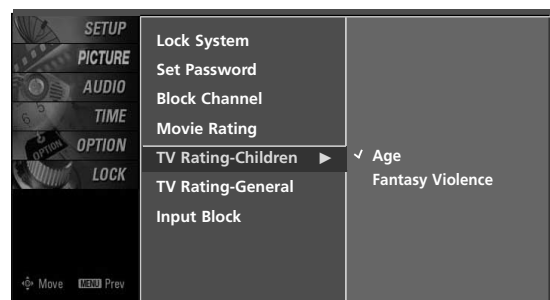 SETUP
PICTURE
AUDIO
TIME
OPTION
LOCK
Move MENU Prev
Lock System
Set Password
Block Channel
Movie Rating
TV Rating-Children ►
TV Rating-General
Input Block
✓ Age
Fantasy Violence